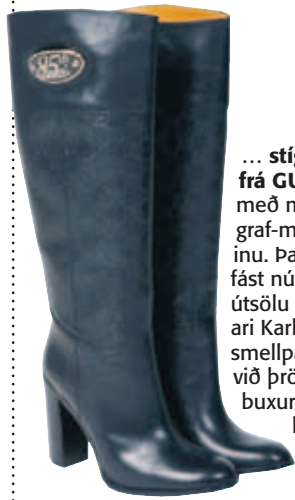 … stíg
frá GU
með m
graf-m
inu. Þa
fást nú
útsölu
ari Karl
smellpa
við þrö
buxur